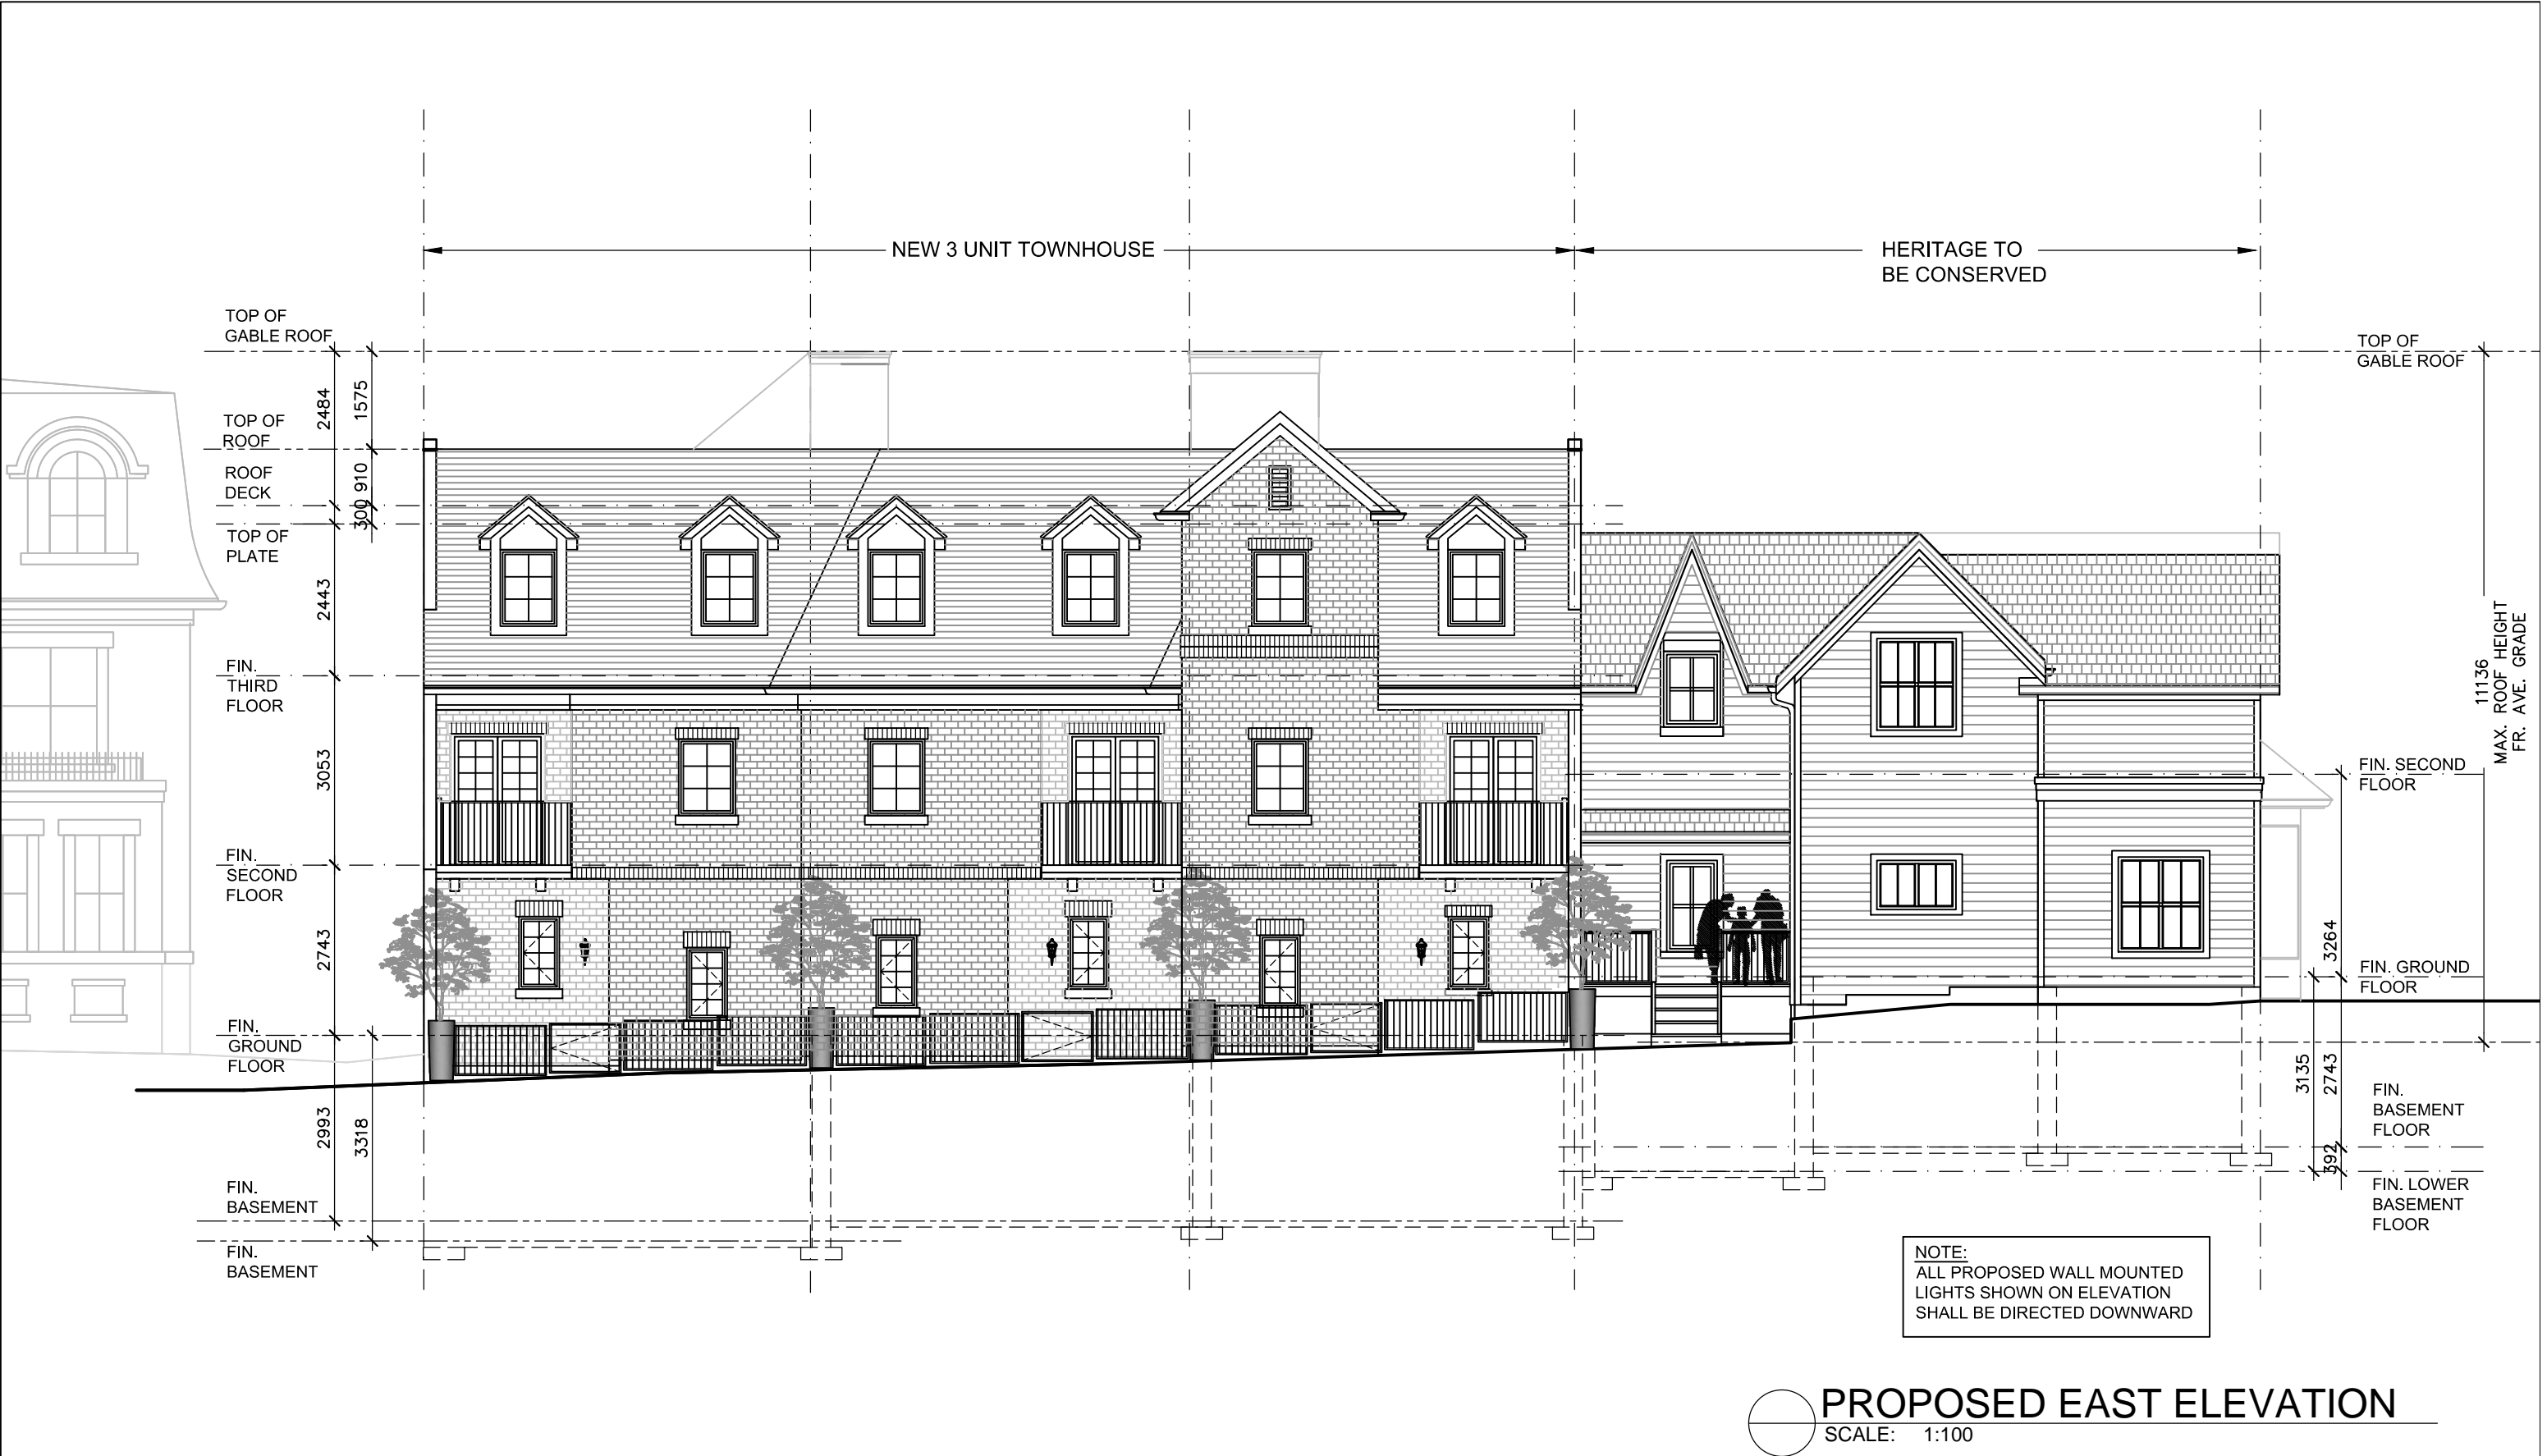 NEW 3 UNIT TOWNHOUSE
HERITAGE TO
BE CONSERVED
TOP OF
GABLE ROOF
TOP OF
ROOF
ROOF
DECK
TOP OF
PLATE
FIN.
THIRD
FLOOR
FIN.
SECOND
FLOOR
FIN.
GROUND
FLOOR
FIN.
BASEMENT
FIN.
BASEMENT
2484
1575
910
300
2443
3053
2743
2993
3318
TOP OF
GABLE ROOF
11136
MAX. ROOF HEIGHT
FR. AVE. GRADE
FIN. SECOND
FLOOR
3264
FIN. GROUND
FLOOR
3135
2743
392
FIN.
BASEMENT
FLOOR
FIN. LOWER
BASEMENT
FLOOR
NOTE:
ALL PROPOSED WALL MOUNTED
LIGHTS SHOWN ON ELEVATION
SHALL BE DIRECTED DOWNWARD
PROPOSED EAST ELEVATION
SCALE: 1:100